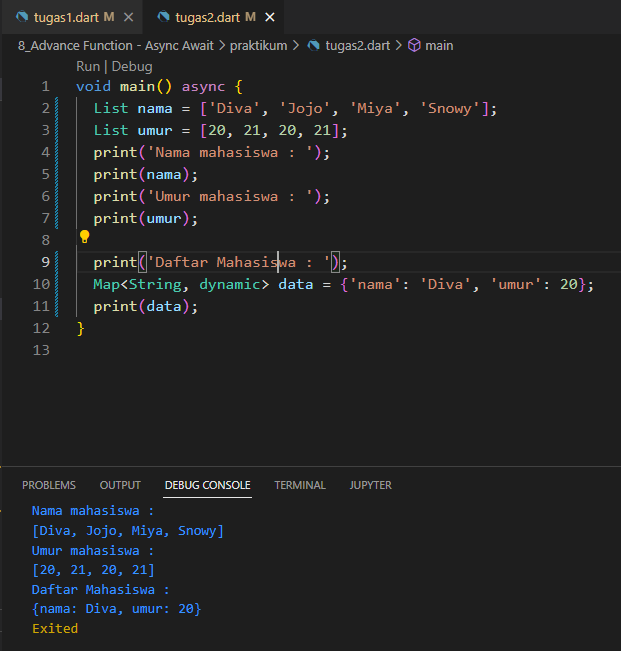 tugas1.dart M × tugas2.dart M ×
8_Advance Function - Async Await > praktikum > tugas2.dart > main
Run | Debug
1 void main() async {
2 List nama = ['Diva', 'Jojo', 'Miya', 'Snowy'];
3 List umur = [20, 21, 20, 21];
4 print('Nama mahasiswa : ');
5 print(nama);
6 print('Umur mahasiswa : ');
7 print(umur);
8
9 print('Daftar Mahasiswa : ');
10 Map<String, dynamic> data = {'nama': 'Diva', 'umur': 20};
11 print(data);
12 }
13
PROBLEMS OUTPUT DEBUG CONSOLE TERMINAL JUPYTER
Nama mahasiswa :
[Diva, Jojo, Miya, Snowy]
Umur mahasiswa :
[20, 21, 20, 21]
Daftar Mahasiswa :
{nama: Diva, umur: 20}
Exited